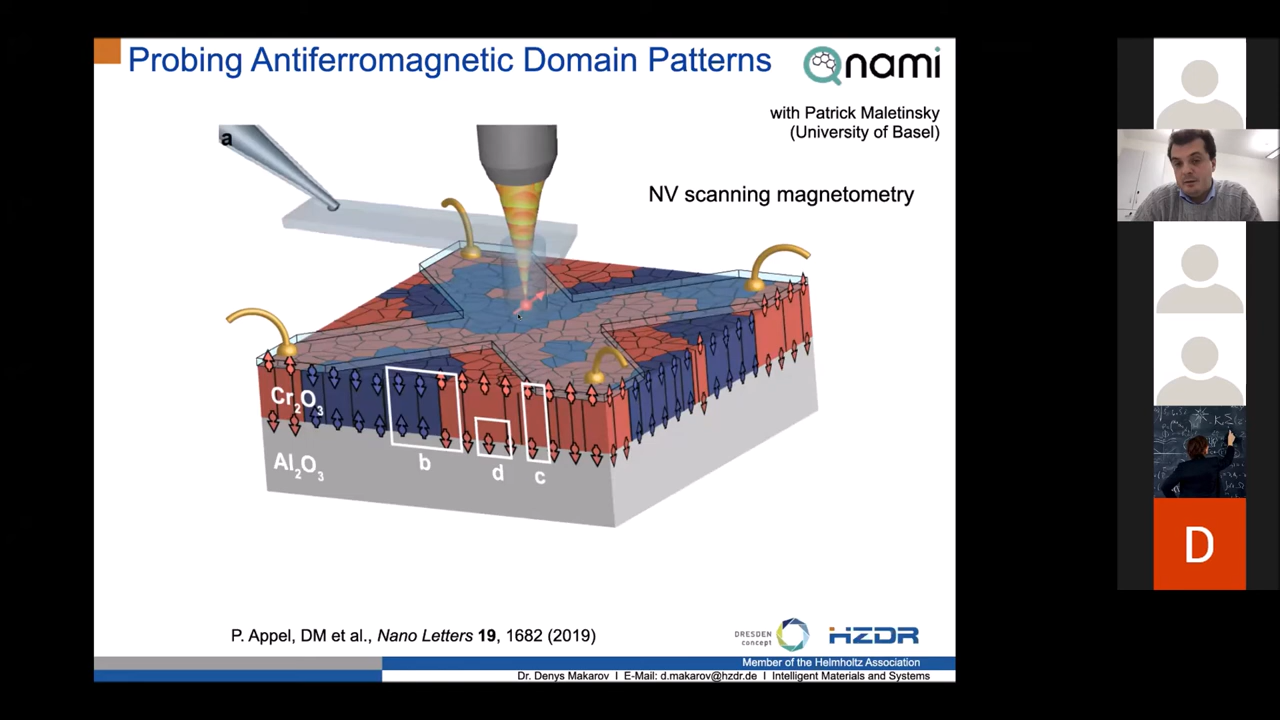 Probing Antiferromagnetic Domain Patterns
Qnami
with Patrick Maletinsky
(University of Basel)
a
NV scanning magnetometry
Cr2O3
Al2O3
b
d
c
P. Appel, DM et al., Nano Letters 19, 1682 (2019)
DRESDEN
concept
HZDR
Member of the Helmholtz Association
Dr. Denys Makarov I E-Mail: d.makarov@hzdr.de I Intelligent Materials and Systems
D